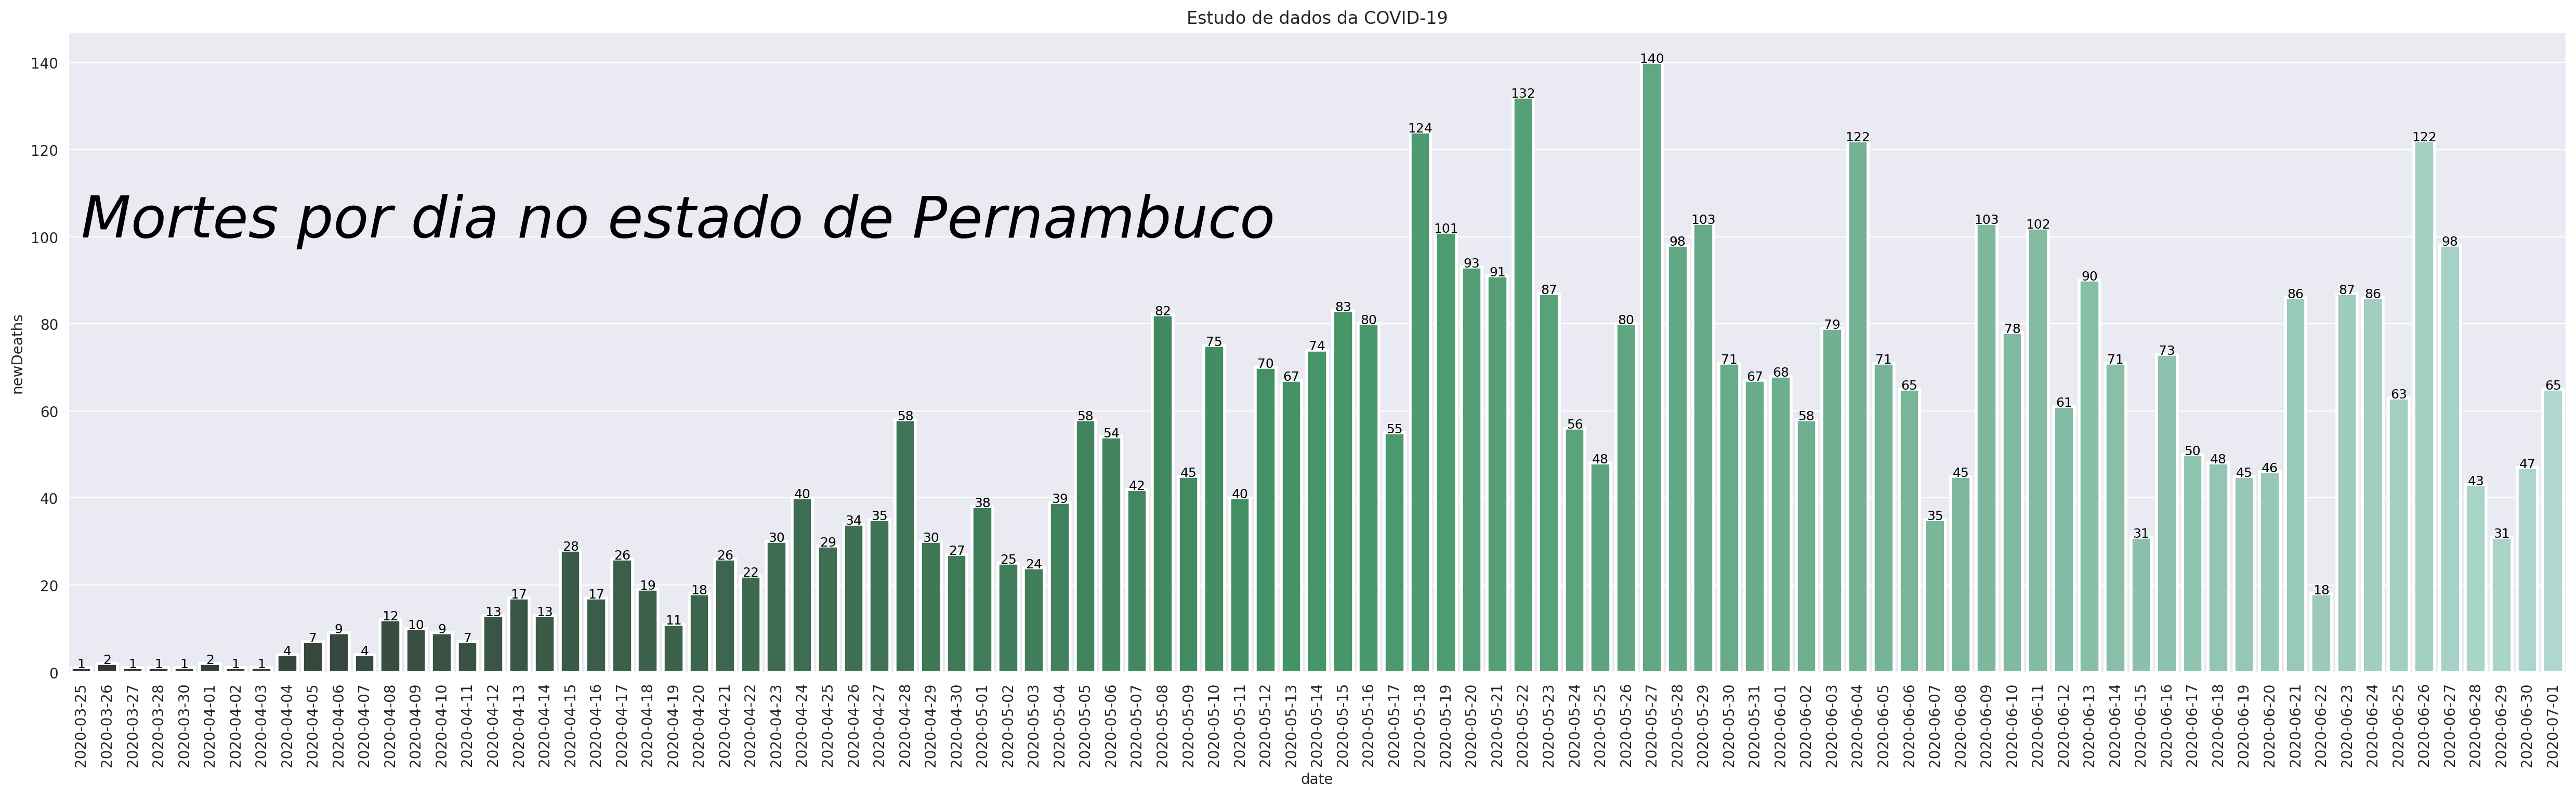 Estudo de dados da COVID-19
Mortes por dia no estado de Pernambuco
newDeaths
140
120
100
80
60
40
20
0
1 2 1 1 1 2 1 1 4 7 9 4 12 10 9 7 13 17 13 28 17 26 19 11 18 26 22 30 40 29 34 35 58 30 27 38 25 24 39 58 54 42 82 45 75 40 70 67 74 83 80 55 124 101 93 91 132 87 56 48 80 140 98 103 71 67 68 58 79 122 71 65 35 45 103 78 102 61 90 71 31 73 50 48 45 46 86 18 87 86 63 122 98 43 31 47 65
2020-03-25 2020-03-26 2020-03-27 2020-03-28 2020-03-30 2020-04-01 2020-04-02 2020-04-03 2020-04-04 2020-04-05 2020-04-06 2020-04-07 2020-04-08 2020-04-09 2020-04-10 2020-04-11 2020-04-12 2020-04-13 2020-04-14 2020-04-15 2020-04-16 2020-04-17 2020-04-18 2020-04-19 2020-04-20 2020-04-21 2020-04-22 2020-04-23 2020-04-24 2020-04-25 2020-04-26 2020-04-27 2020-04-28 2020-04-29 2020-04-30 2020-05-01 2020-05-02 2020-05-03 2020-05-04 2020-05-05 2020-05-06 2020-05-07 2020-05-08 2020-05-09 2020-05-10 2020-05-11 2020-05-12 2020-05-13 2020-05-14 2020-05-15 2020-05-16 2020-05-17 2020-05-18 2020-05-19 2020-05-20 2020-05-21 2020-05-22 2020-05-23 2020-05-24 2020-05-25 2020-05-26 2020-05-27 2020-05-28 2020-05-29 2020-05-30 2020-05-31 2020-06-01 2020-06-02 2020-06-03 2020-06-04 2020-06-05 2020-06-06 2020-06-07 2020-06-08 2020-06-09 2020-06-10 2020-06-11 2020-06-12 2020-06-13 2020-06-14 2020-06-15 2020-06-16 2020-06-17 2020-06-18 2020-06-19 2020-06-20 2020-06-21 2020-06-22 2020-06-23 2020-06-24 2020-06-25 2020-06-26 2020-06-27 2020-06-28 2020-06-29 2020-06-30 2020-07-01
date